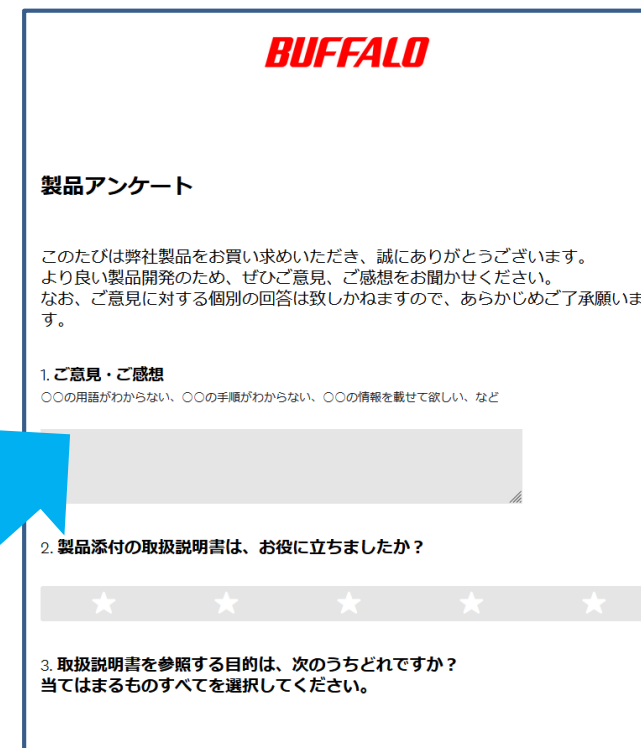 BUFFALO
製品アンケート
このたびは弊社製品をお買い求めいただき、誠にありがとうござい​ます。
より良い製品開発のため、ぜひご意見、ご感想をお聞かせください。
なお、ご意見に対する個別の回答は致しかねますので、あらかじめご了承願いま
す。
1. ご意見・ご感想
○○の用語がわからない、○○の手順がわからない、○○の情報を載せて欲しい、など
2. 製品添付の取扱説明書は、お役に立ちましたか？
3. 取扱説明書を参照する目的は、次のうちどれですか？
当てはまるものすべてを選択してください。